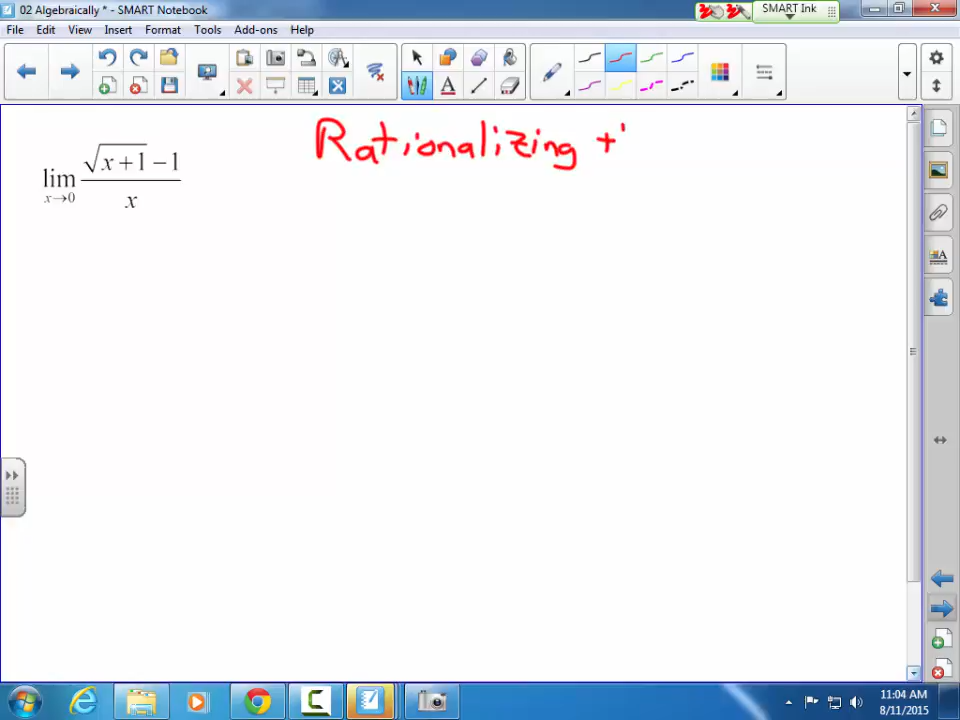 02 Algebraically * - SMART Notebook
SMART Ink
File Edit View Insert Format Tools Add-ons Help
Rationalizing
lim x→0 √(x+1) − 1 / x
11:04 AM
8/11/2015